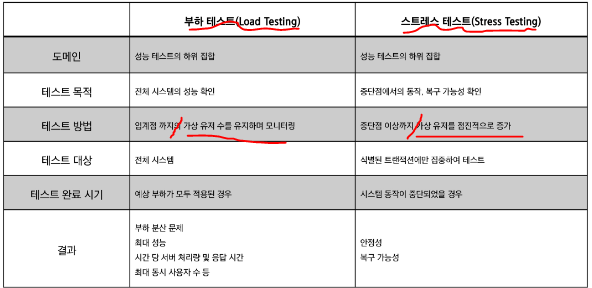 부하 테스트(Load Testing)
스트레스 테스트(Stress Testing)
도메인
성능 테스트의 하위 집합
성능 테스트의 하위 집합
테스트 목적
전체 시스템의 성능 확인
중단점에서의 동작, 복구 가능성 확인
테스트 방법
임계점 까지의 가상 유저 수를 유지하며 모니터링
중단점 이상까지 가상 유저를 점진적으로 증가
테스트 대상
전체 시스템
식별된 트랜잭션에만 집중하여 테스트
테스트 완료 시기
예상 부하가 모두 적용된 경우
시스템 동작이 중단되었을 경우
결과
부하 분산 문제
최대 성능
시간 당 서버 처리량 및 응답 시간
최대 동시 사용자 수 등
안정성
복구 가능성